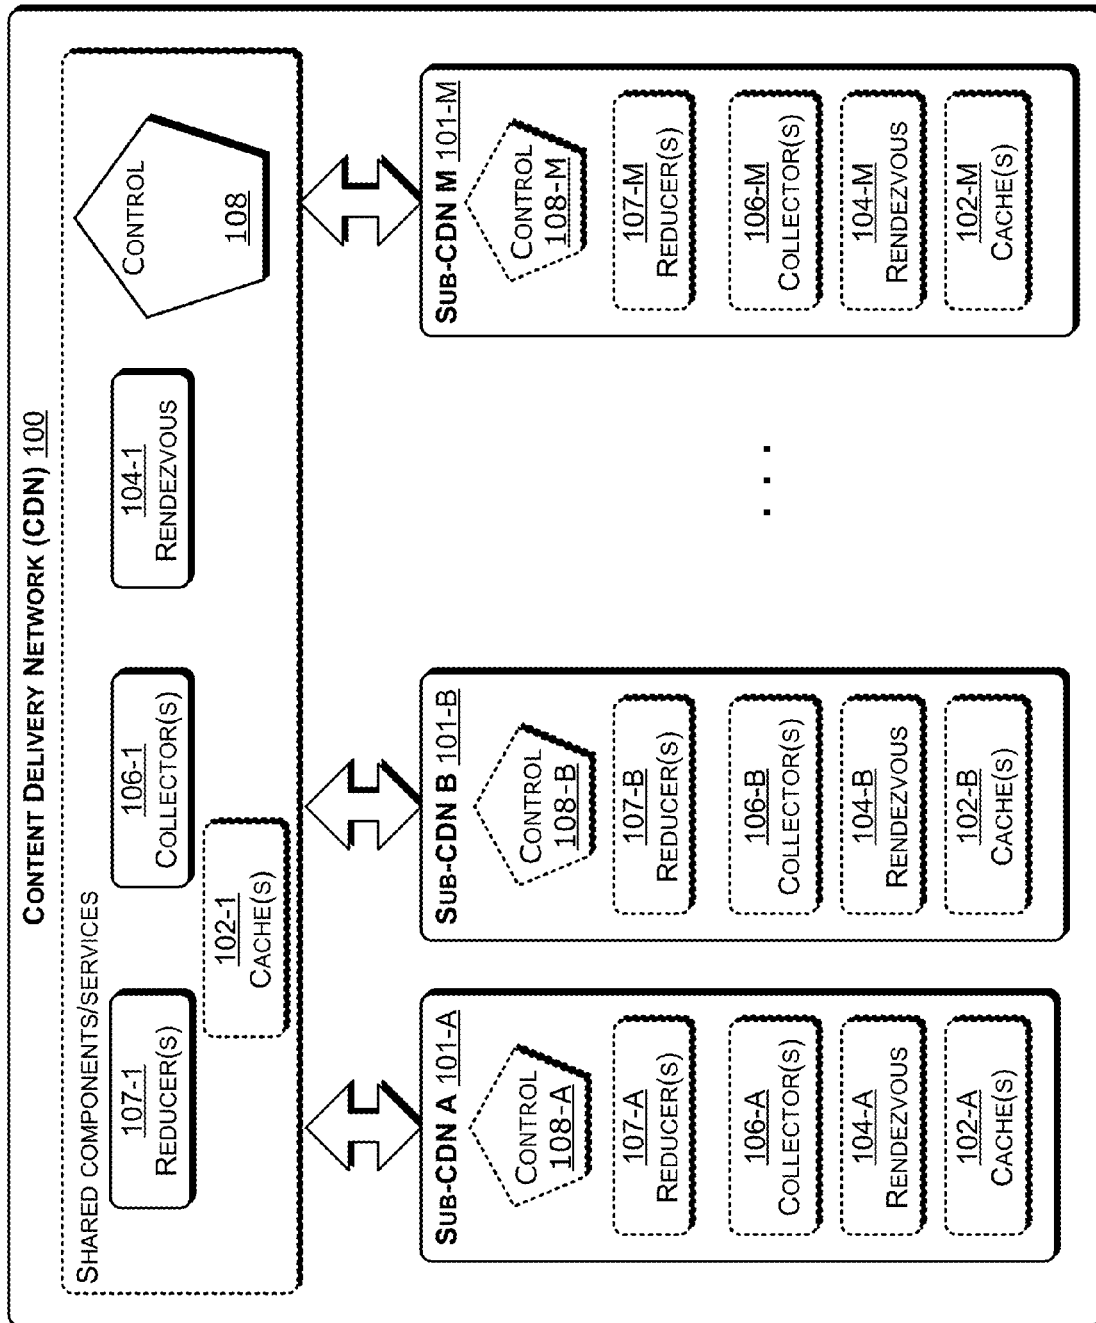 CONTENT DELIVERY NETWORK (CDN) 100
SHARED COMPONENTS/SERVICES
107-1
REDUCER(S)
106-1
COLLECTOR(S)
104-1
RENDEZVOUS
CONTROL
108
102-1
CACHE(S)
SUB-CDN A 101-A
CONTROL
108-A
107-A
REDUCER(S)
106-A
COLLECTOR(S)
104-A
RENDEZVOUS
102-A
CACHE(S)
SUB-CDN B 101-B
CONTROL
108-B
107-B
REDUCER(S)
106-B
COLLECTOR(S)
104-B
RENDEZVOUS
102-B
CACHE(S)
. . .
SUB-CDN M 101-M
CONTROL
108-M
107-M
REDUCER(S)
106-M
COLLECTOR(S)
104-M
RENDEZVOUS
102-M
CACHE(S)